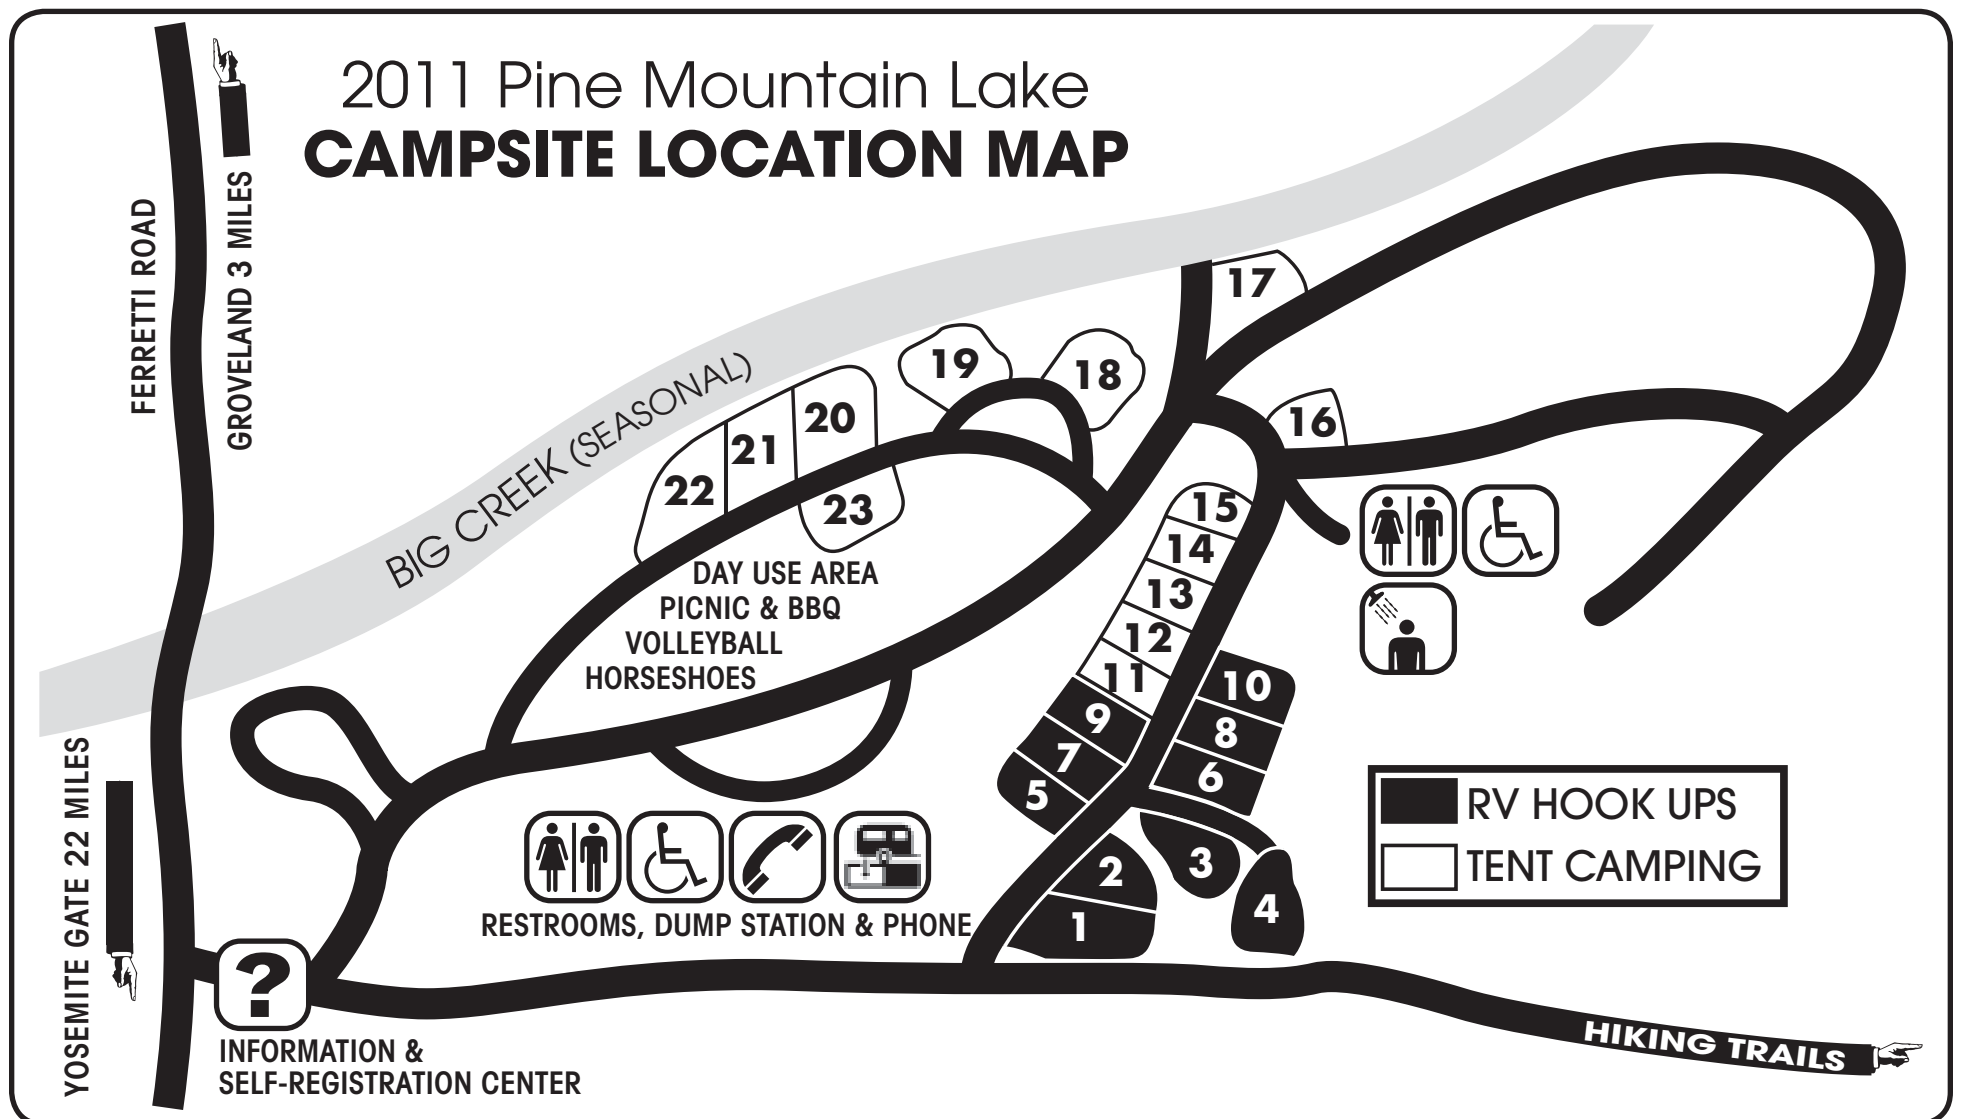 2011 Pine Mountain Lake
CAMPSITE LOCATION MAP
FERRETTI ROAD
GROVELAND 3 MILES
BIG CREEK (SEASONAL)
17
19
18
20
21
22
23
16
15
14
13
12
11
DAY USE AREA
PICNIC & BBQ
VOLLEYBALL
HORSESHOES
10
9
8
7
6
5
3
2
4
1
RV HOOK UPS
TENT CAMPING
RESTROOMS, DUMP STATION & PHONE
YOSEMITE GATE 22 MILES
?
INFORMATION &
SELF-REGISTRATION CENTER
HIKING TRAILS